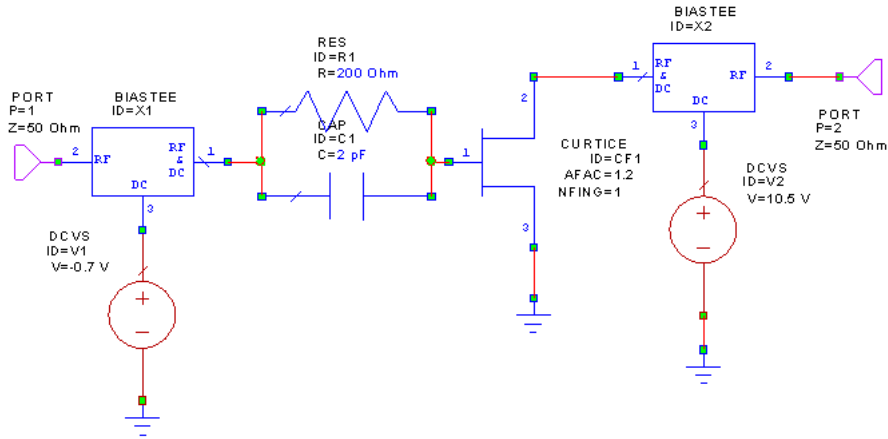 BIASTEE
ID=X2
RES
ID=R1
R=200 Ohm
1
RF
&
DC
RF
2
DC
3
PORT
P=1
Z=50 Ohm
BIASTEE
ID=X1
2
CAP
ID=C1
C=2 pF
PORT
P=2
Z=50 Ohm
2
RF
RF
&
DC
1
DC
3
1
CURTICE
ID=CF1
AFAC=1.2
NFING=1
3
DCVS
ID=V2
V=10.5 V
DCVS
ID=V1
V=-0.7 V